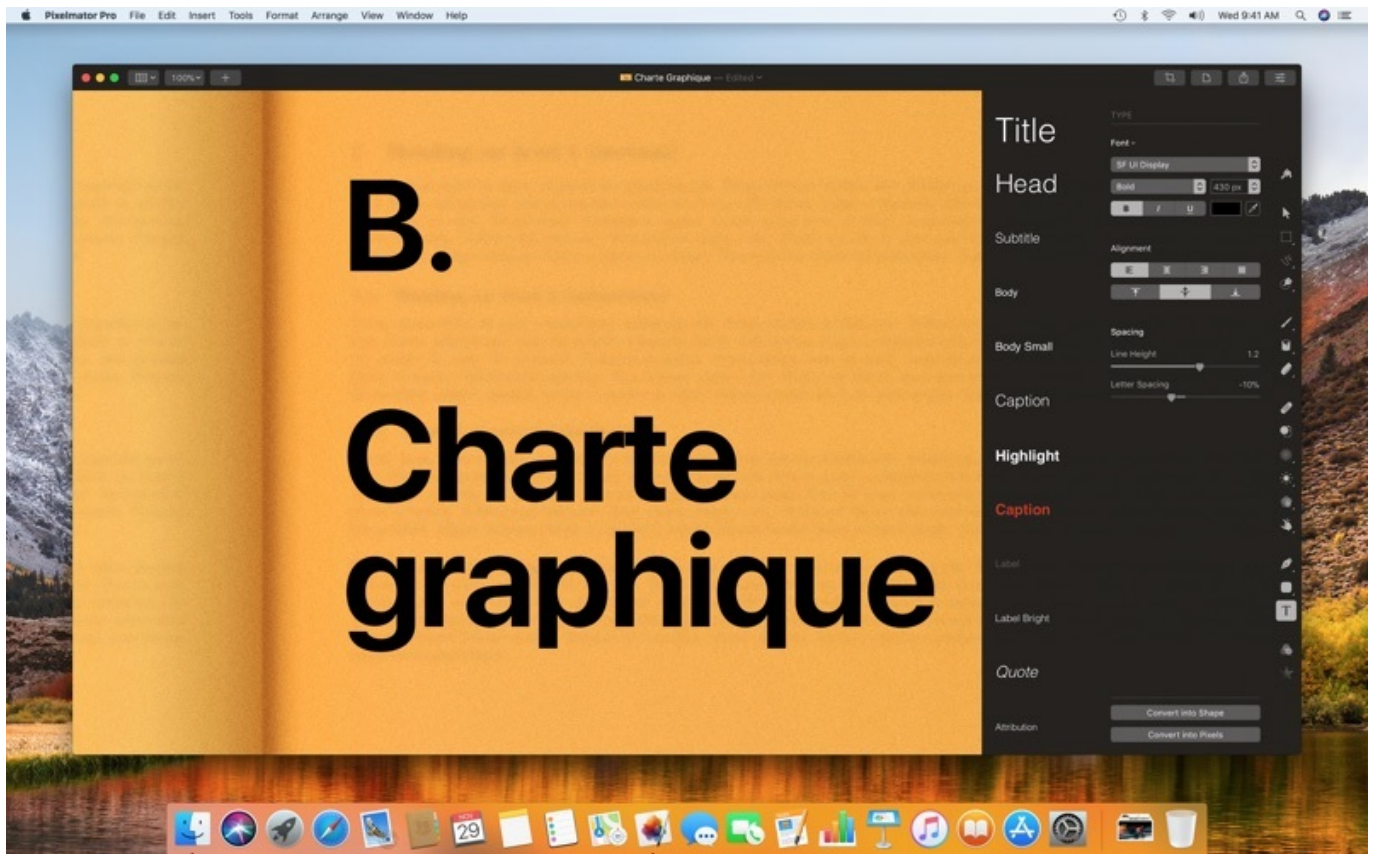 Pixelmator Pro File Edit Insert Tools Format Arrange View Window Help Wed 9:41 AM
100% Charte Graphique — Edited
B.
Charte
graphique
Title
Head
Subtitle
Body
Body Small
Caption
Highlight
Caption
Label
Label Bright
Quote
Attribution
TYPE
Font
SF UI Display
Bold 430 px
B I U
Alignment
Spacing
Line Height 1.2
Letter Spacing -10%
T
Convert into Shape
Convert into Pixels
NOV
29